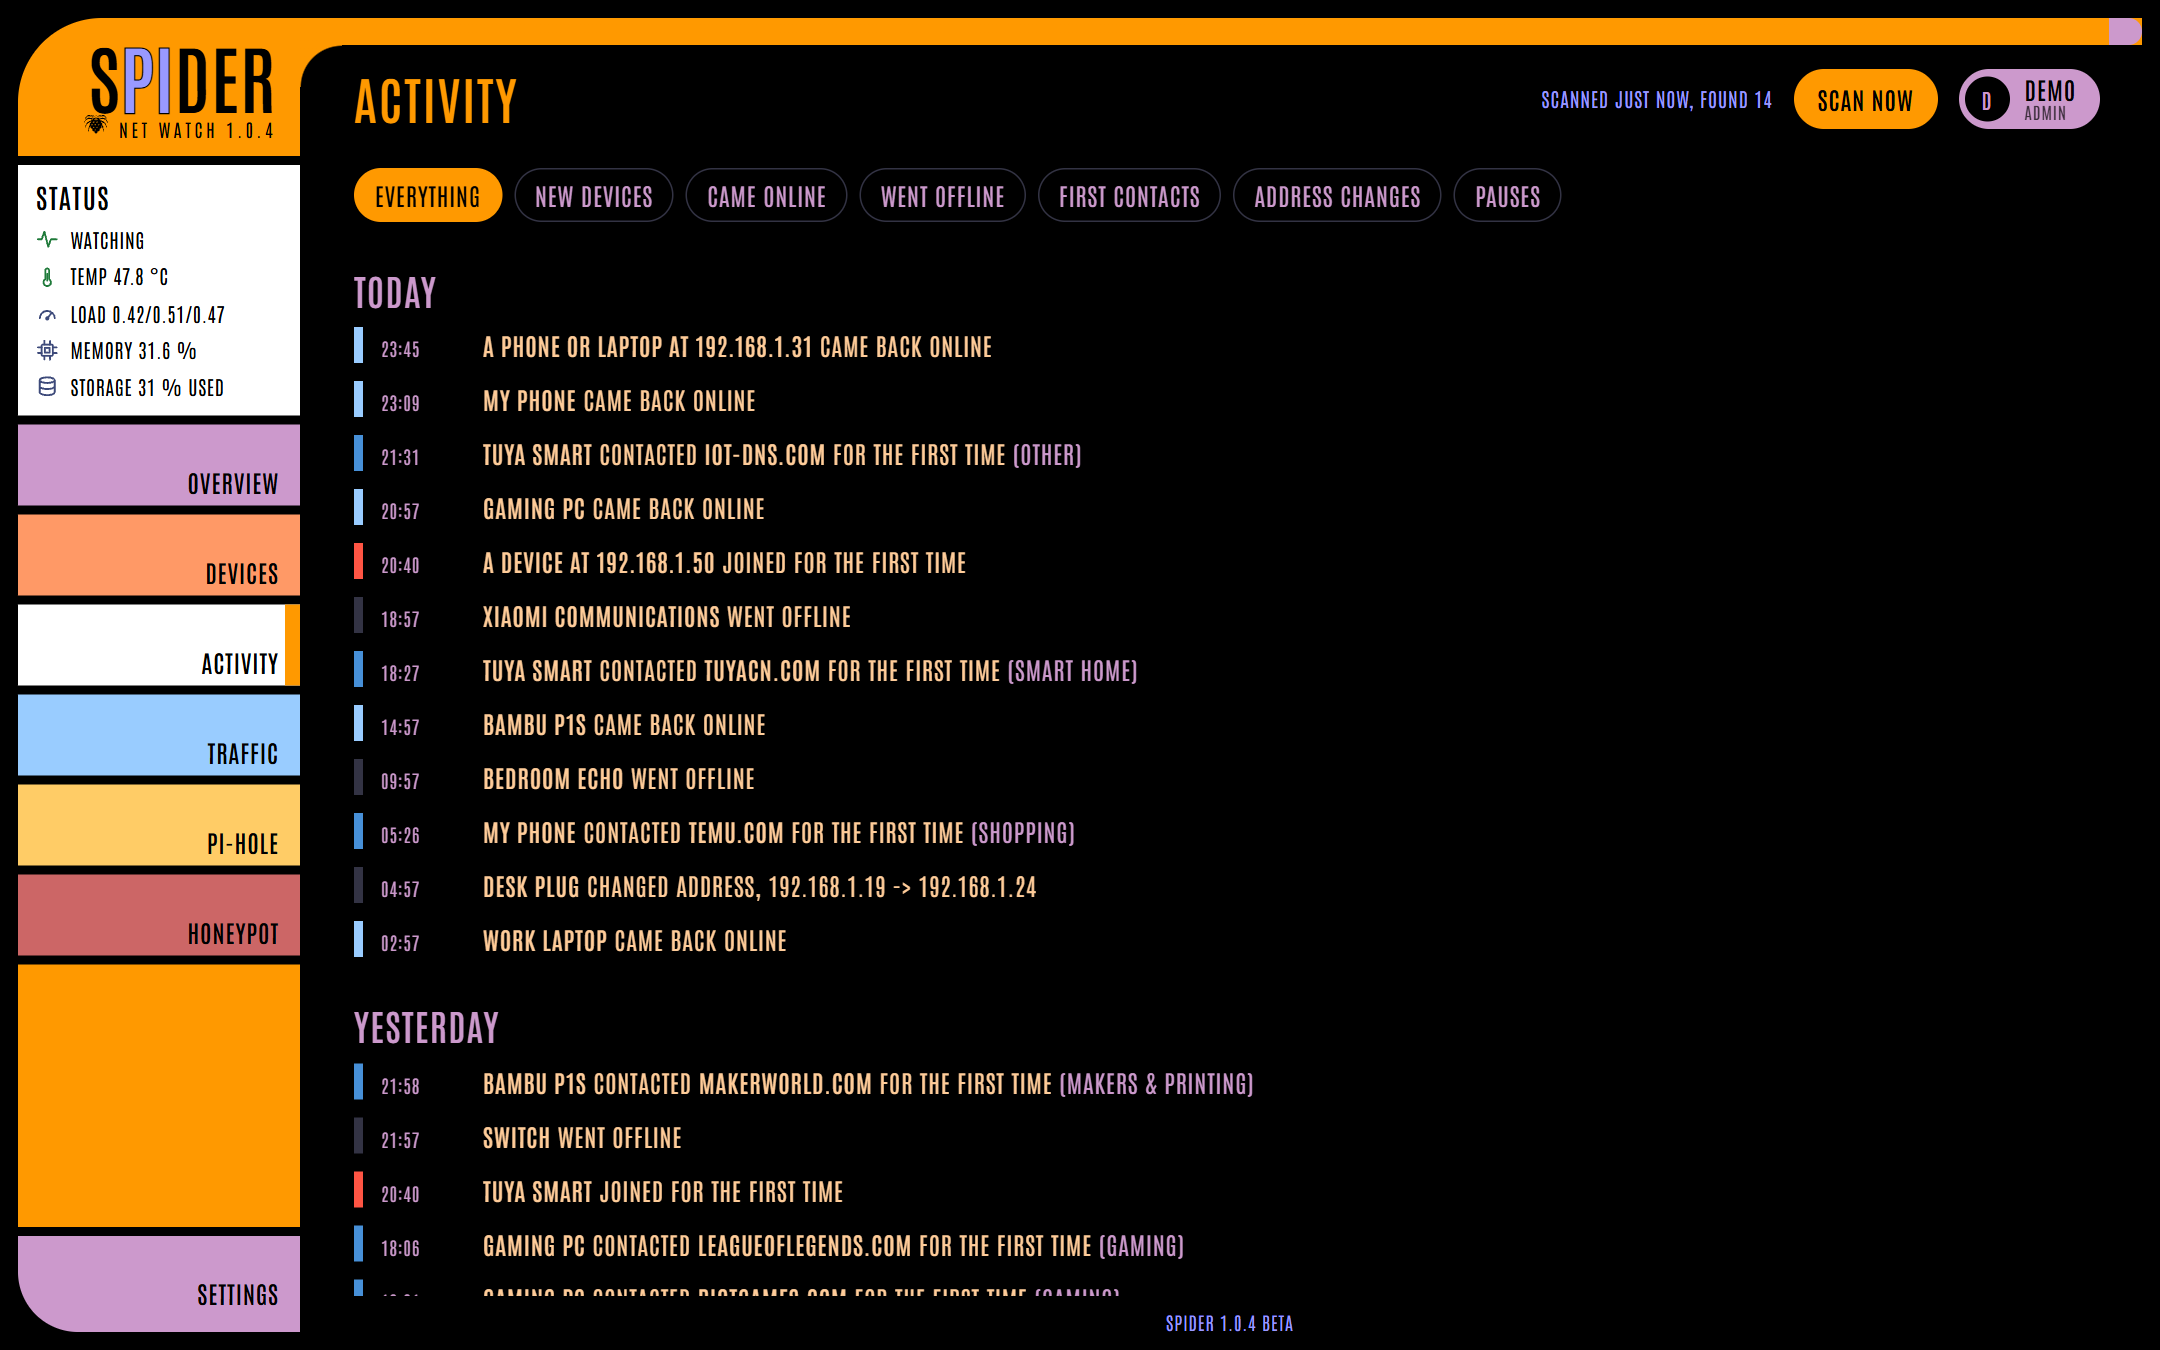 SPIDER
NET WATCH 1.0.4
STATUS
WATCHING
TEMP 47.8 °C
LOAD 0.42/0.51/0.47
MEMORY 31.6 %
STORAGE 31 % USED
OVERVIEW
DEVICES
ACTIVITY
TRAFFIC
PI-HOLE
HONEYPOT
SETTINGS
ACTIVITY
SCANNED JUST NOW, FOUND 14
SCAN NOW
D
DEMO
ADMIN
EVERYTHING
NEW DEVICES
CAME ONLINE
WENT OFFLINE
FIRST CONTACTS
ADDRESS CHANGES
PAUSES
TODAY
23:45 A PHONE OR LAPTOP AT 192.168.1.31 CAME BACK ONLINE
23:09 MY PHONE CAME BACK ONLINE
21:31 TUYA SMART CONTACTED IOT-DNS.COM FOR THE FIRST TIME (OTHER)
20:57 GAMING PC CAME BACK ONLINE
20:40 A DEVICE AT 192.168.1.50 JOINED FOR THE FIRST TIME
18:57 XIAOMI COMMUNICATIONS WENT OFFLINE
18:27 TUYA SMART CONTACTED TUYACN.COM FOR THE FIRST TIME (SMART HOME)
14:57 BAMBU P1S CAME BACK ONLINE
09:57 BEDROOM ECHO WENT OFFLINE
05:26 MY PHONE CONTACTED TEMU.COM FOR THE FIRST TIME (SHOPPING)
04:57 DESK PLUG CHANGED ADDRESS, 192.168.1.19 -> 192.168.1.24
02:57 WORK LAPTOP CAME BACK ONLINE
YESTERDAY
21:58 BAMBU P1S CONTACTED MAKERWORLD.COM FOR THE FIRST TIME (MAKERS & PRINTING)
21:57 SWITCH WENT OFFLINE
20:40 TUYA SMART JOINED FOR THE FIRST TIME
18:06 GAMING PC CONTACTED LEAGUEOFLEGENDS.COM FOR THE FIRST TIME (GAMING)
GAMING PC CONTACTED RIOTGAMES.COM FOR THE FIRST TIME (GAMING)
SPIDER 1.0.4 BETA